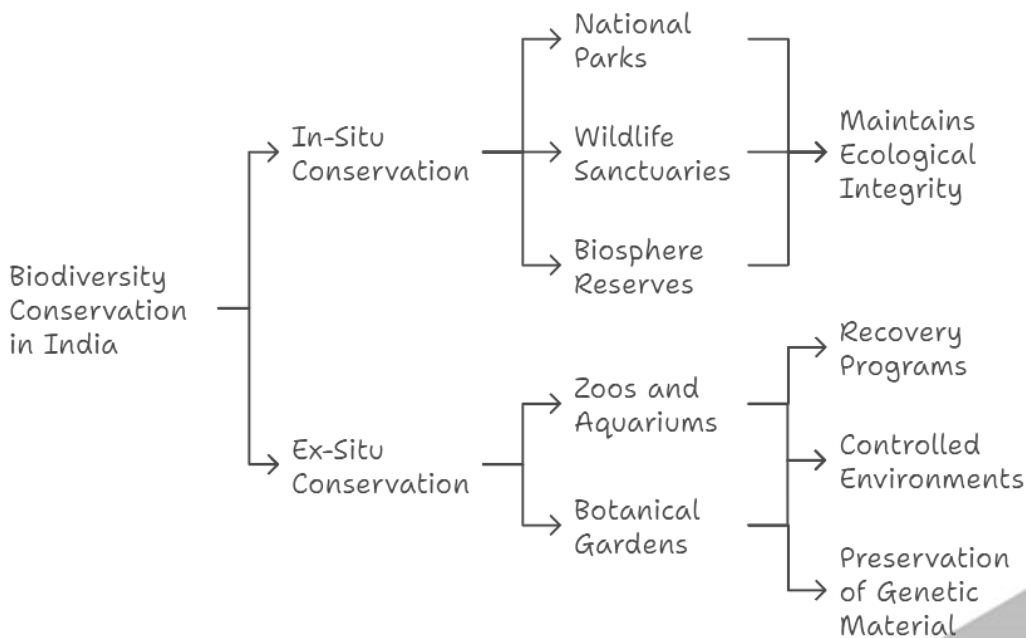 Biodiversity
Conservation
in India
In-Situ
Conservation
National
Parks
Wildlife
Sanctuaries
Biosphere
Reserves
Maintains
Ecological
Integrity
Ex-Situ
Conservation
Zoos and
Aquariums
Botanical
Gardens
Recovery
Programs
Controlled
Environments
Preservation
of Genetic
Material